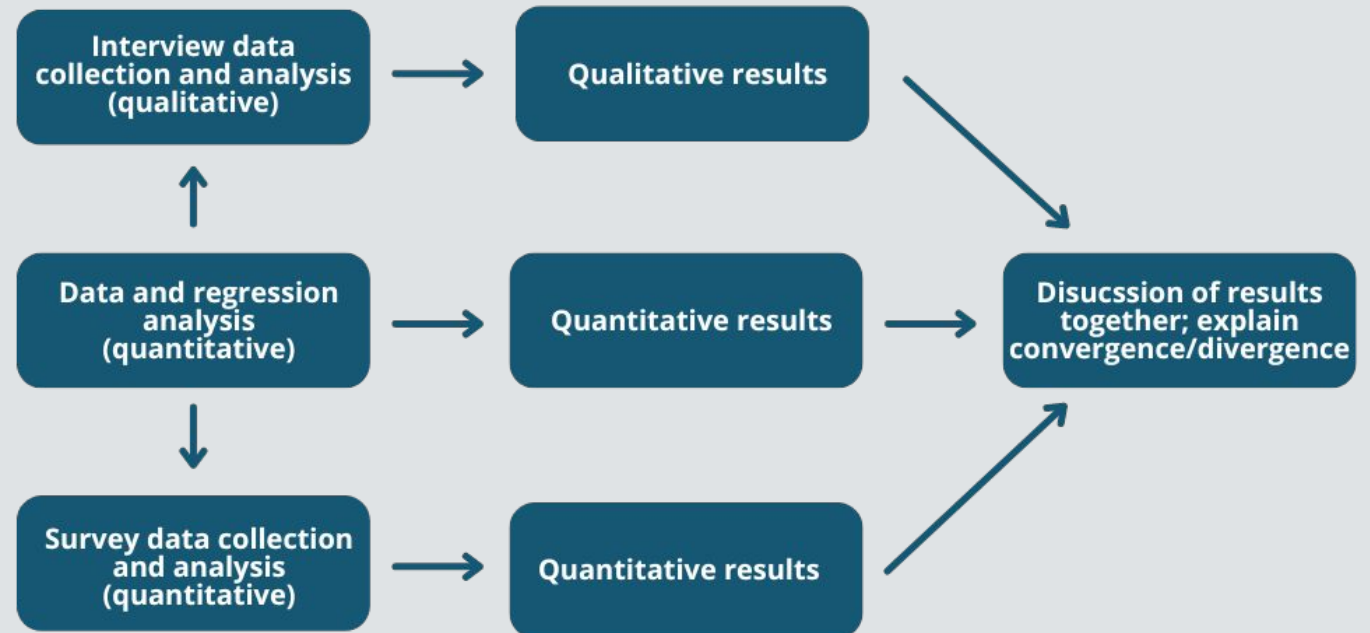 Interview data
collection and analysis
(qualitative)
Qualitative results
Data and regression
analysis
(quantitative)
Quantitative results
Disucssion of results
together; explain
convergence/divergence
Survey data collection
and analysis
(quantitative)
Quantitative results